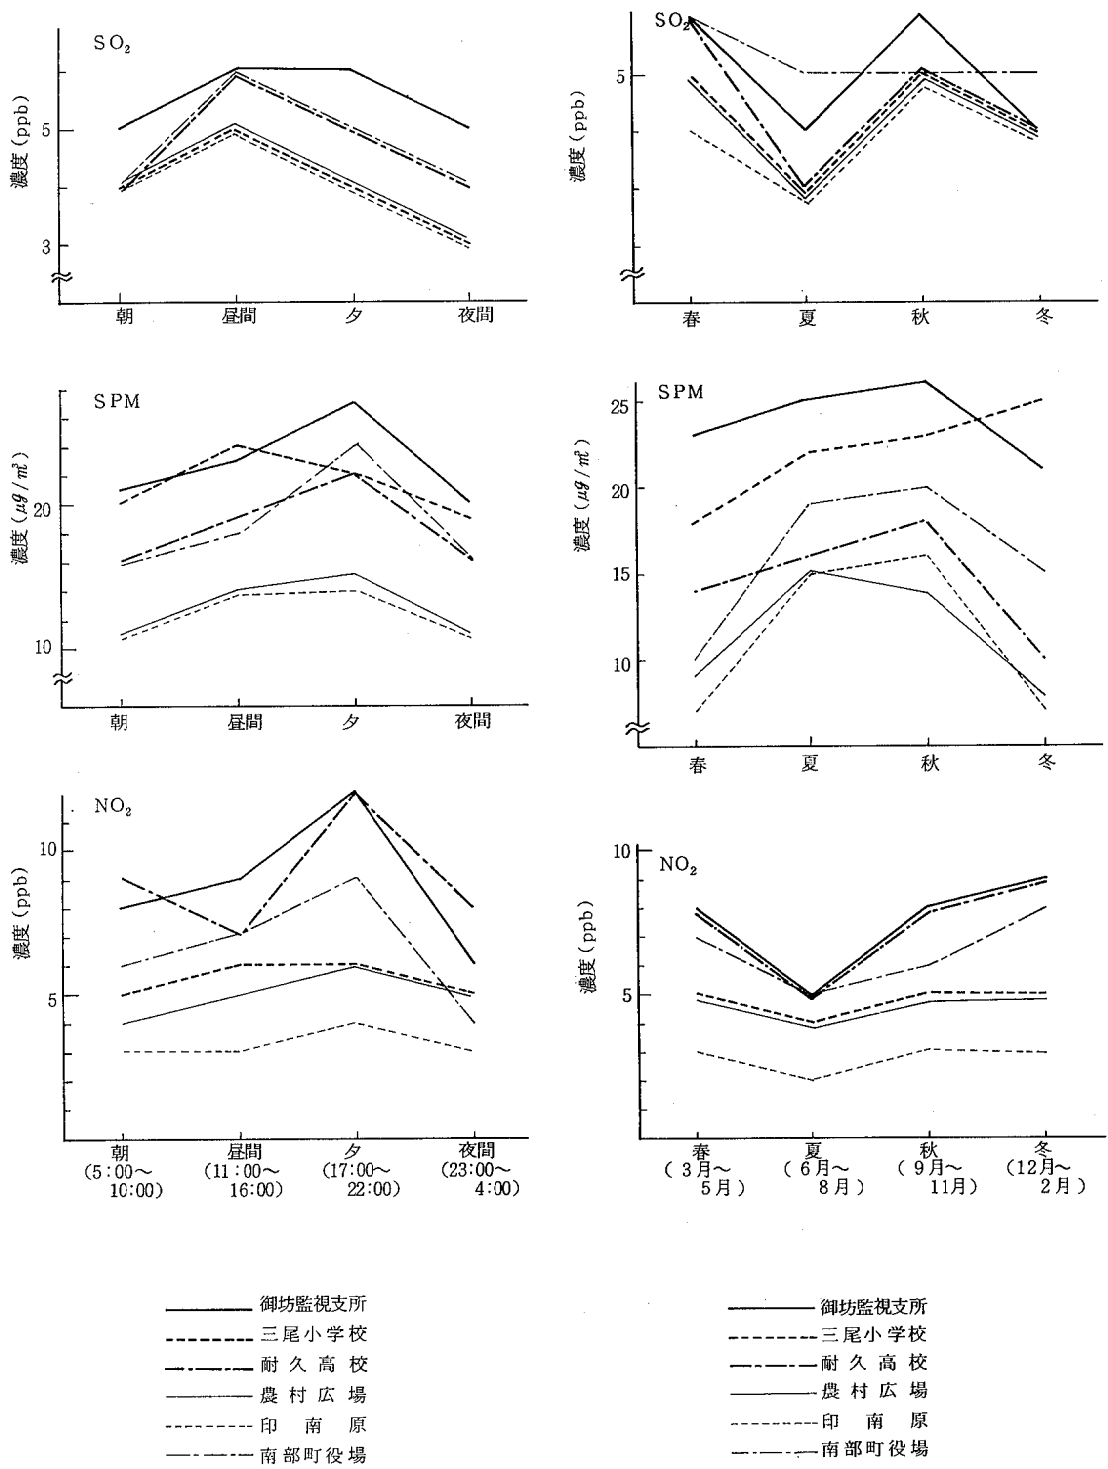 SO₂
濃度(ppb)
5
3
朝
昼間
夕
夜間
SO₂
濃度(ppb)
5
春
夏
秋
冬
SPM
濃度(μg/㎥)
20
10
朝
昼間
夕
夜間
SPM
濃度(μg/㎥)
25
20
15
10
春
夏
秋
冬
NO₂
濃度(ppb)
10
5
朝
(5:00〜
10:00)
昼間
(11:00〜
16:00)
夕
(17:00〜
22:00)
夜間
(23:00〜
4:00)
NO₂
濃度(ppb)
10
5
春
(3月〜
5月)
夏
(6月〜
8月)
秋
(9月〜
11月)
冬
(12月〜
2月)
御坊監視支所
三尾小学校
耐久高校
農村広場
印南原
南部町役場
御坊監視支所
三尾小学校
耐久高校
農村広場
印南原
南部町役場